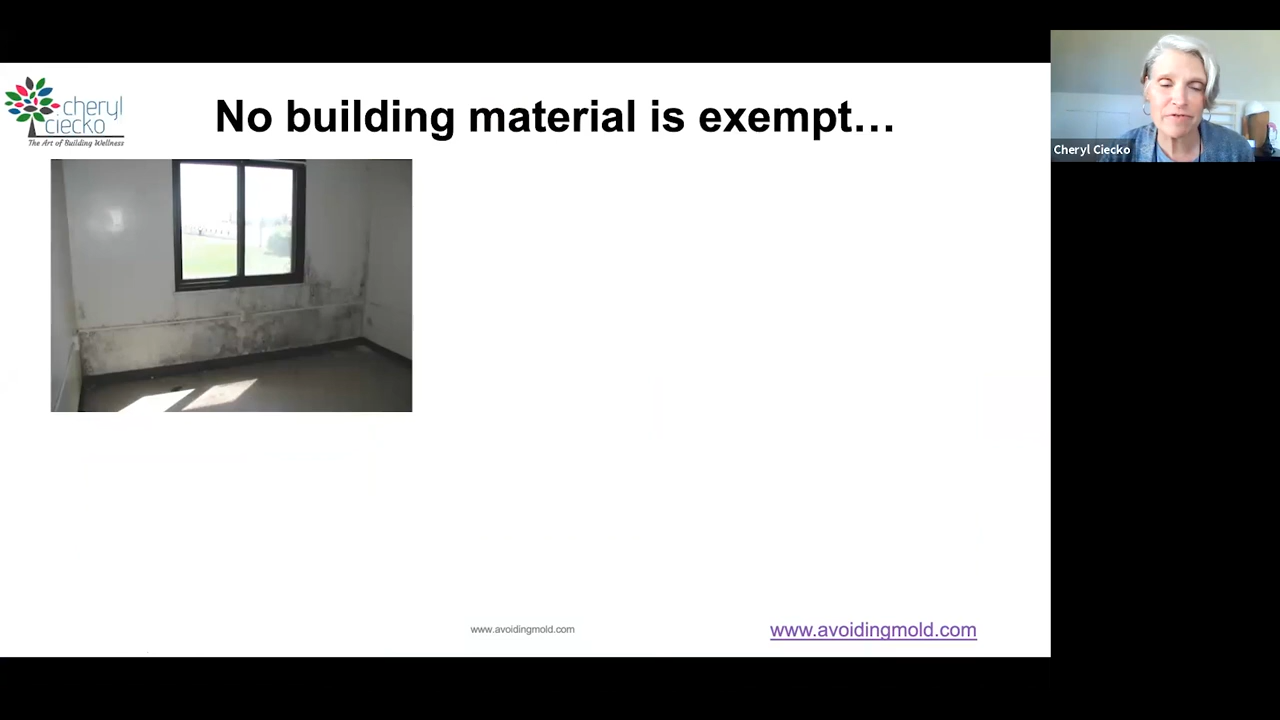 No building material is exempt...
cheryl
ciecko
The Art of Building Wellness
Cheryl Ciecko
www.avoidingmold.com
www.avoidingmold.com